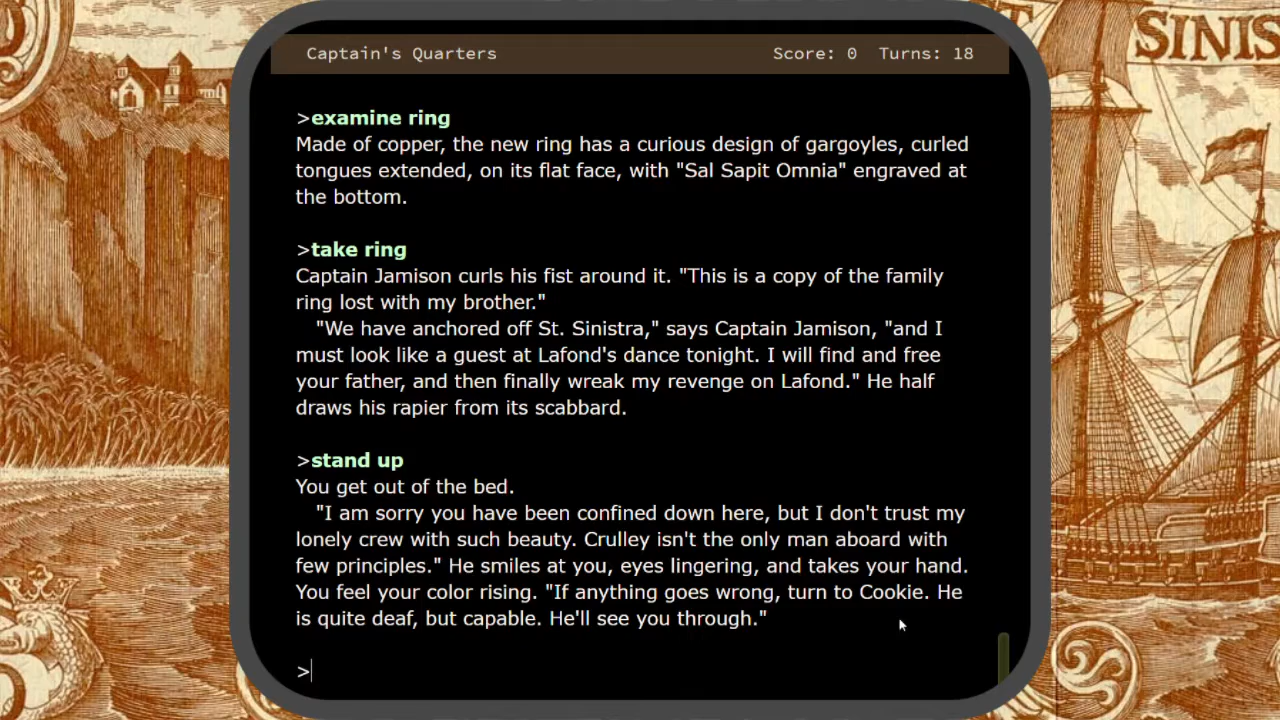 SINIS
Captain's Quarters Score: 0 Turns: 18
>examine ring
Made of copper, the new ring has a curious design of gargoyles, curled
tongues extended, on its flat face, with "Sal Sapit Omnia" engraved at
the bottom.
>take ring
Captain Jamison curls his fist around it. "This is a copy of the family
ring lost with my brother."
"We have anchored off St. Sinistra," says Captain Jamison, "and I
must look like a guest at Lafond's dance tonight. I will find and free
your father, and then finally wreak my revenge on Lafond." He half
draws his rapier from its scabbard.
>stand up
You get out of the bed.
"I am sorry you have been confined down here, but I don't trust my
lonely crew with such beauty. Crulley isn't the only man aboard with
few principles." He smiles at you, eyes lingering, and takes your hand.
You feel your color rising. "If anything goes wrong, turn to Cookie. He
is quite deaf, but capable. He'll see you through."
>